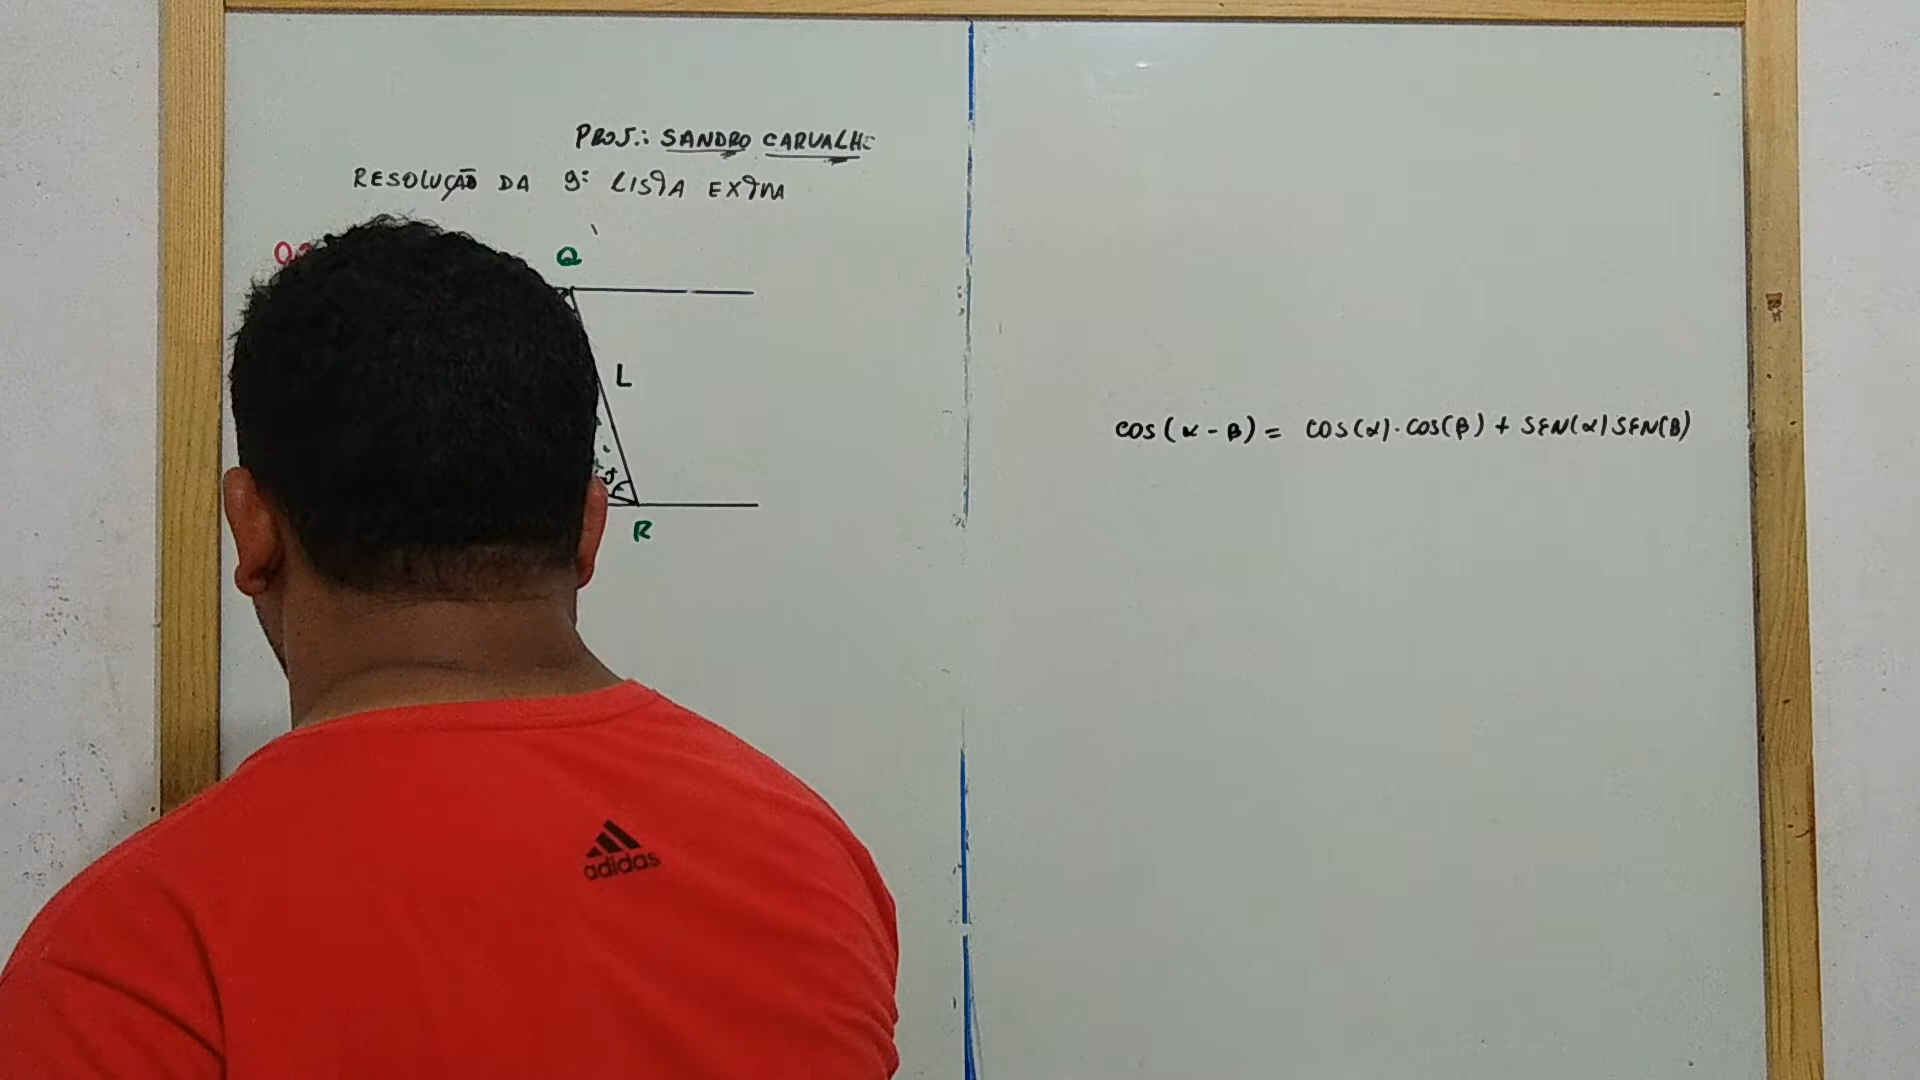 PROF.: SANDRO CARVALHO
RESOLUÇÃO DA 9ª LISTA EXTRA
Q
L
R
COS(α - β) = COS(α).COS(β) + SEN(α)SEN(β)
adidas